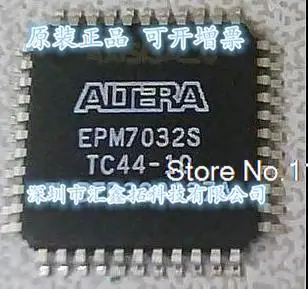 原装正品 可开增票
ALTERA
EPM7032S
TC44-10
Store No.:1
深圳市汇鑫拓科技有限公司